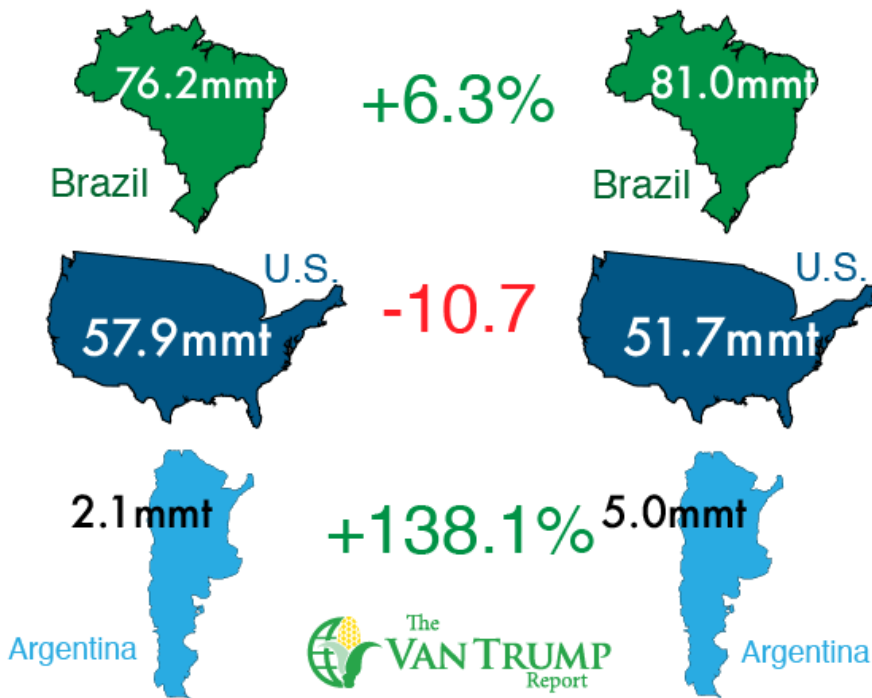 76.2mmt
+6.3%
81.0mmt
Brazil
Brazil
U.S.
U.S.
57.9mmt
-10.7
51.7mmt
2.1mmt
+138.1%
5.0mmt
Argentina
The
VAN TRUMP
Report
Argentina